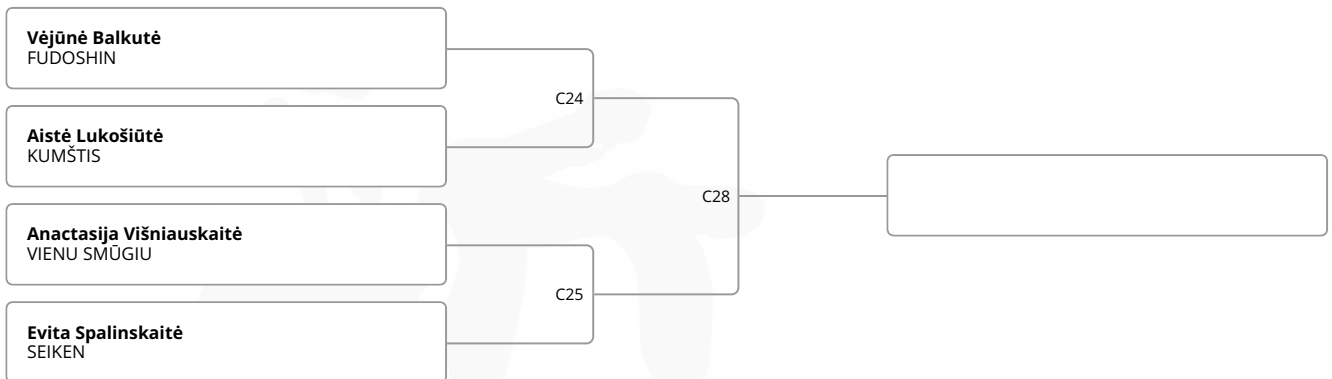 Vėjūnė Balkutė
FUDOSHIN
C24
Aistė Lukošiūtė
KUMŠTIS
C28
Anactasija Višniauskaitė
VIENU SMŪGIU
C25
Evita Spalinskaitė
SEIKEN